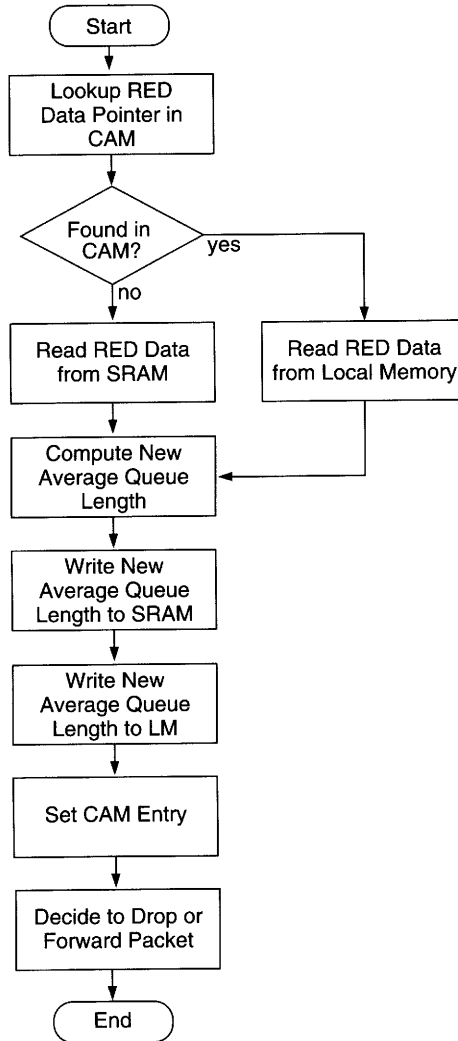 Start
Lookup RED
Data Pointer in
CAM
Found in
CAM?
yes
no
Read RED Data
from SRAM
Read RED Data
from Local Memory
Compute New
Average Queue
Length
Write New
Average Queue
Length to SRAM
Write New
Average Queue
Length to LM
Set CAM Entry
Decide to Drop or
Forward Packet
End